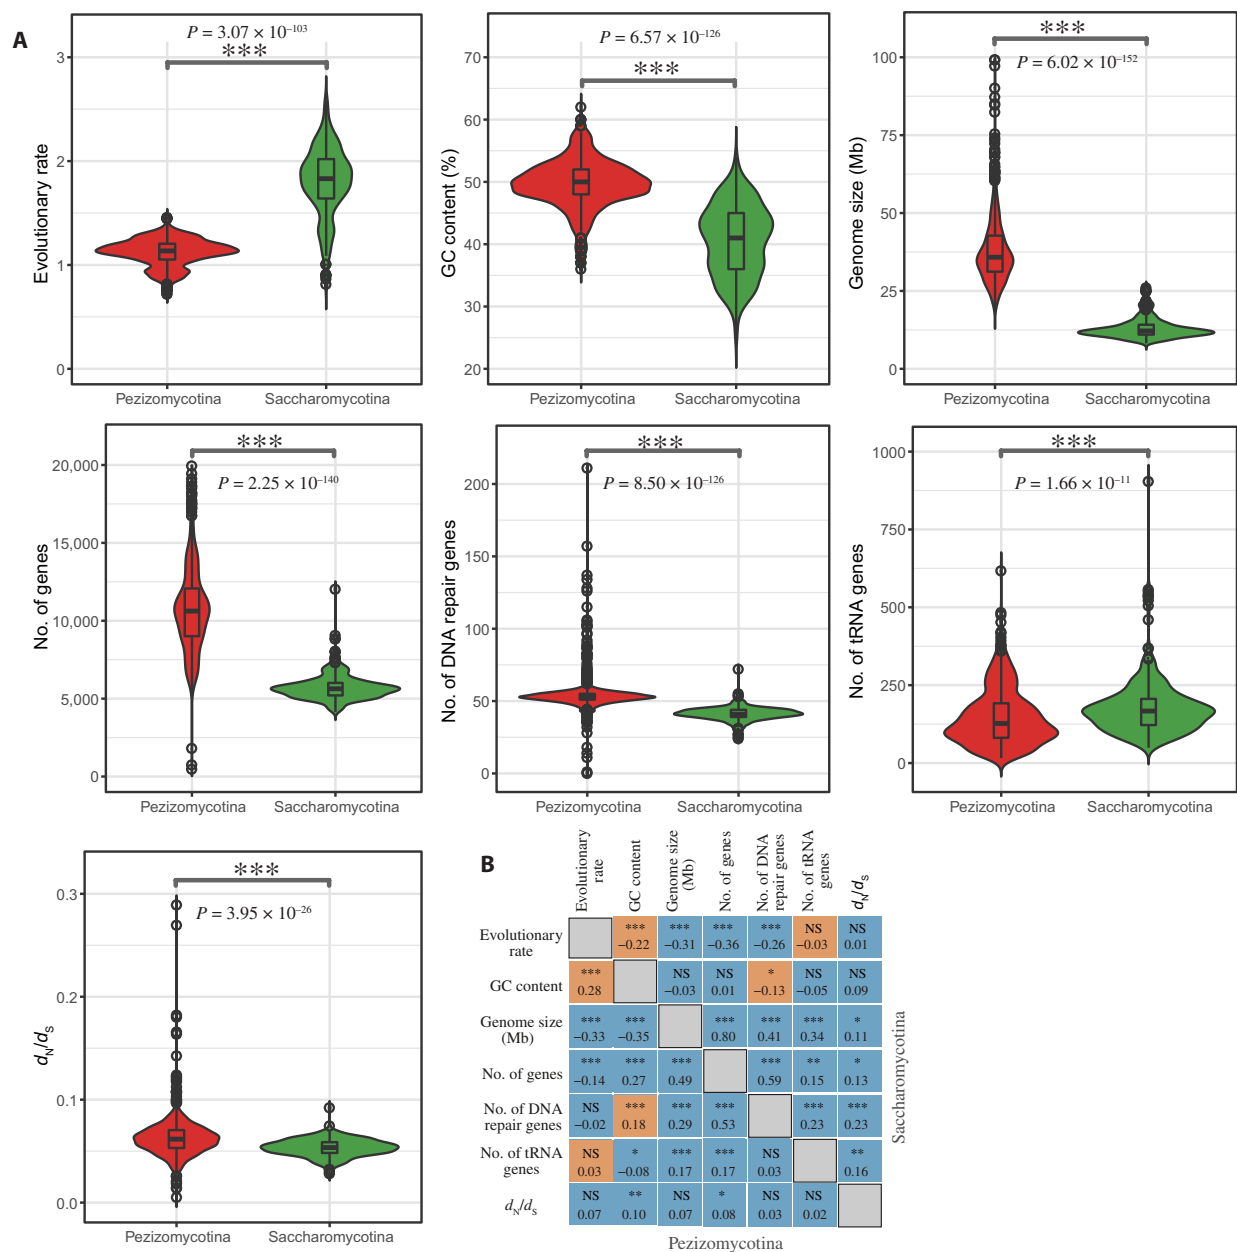 A
P = 3.07 × 10⁻¹⁰³
***
3
2
1
0
Evolutionary rate
Pezizomycotina
Saccharomycotina
P = 6.57 × 10⁻¹²⁶
***
70
60
50
40
30
20
GC content (%)
Pezizomycotina
Saccharomycotina
***
P = 6.02 × 10⁻¹⁵²
100
75
50
25
0
Genome size (Mb)
Pezizomycotina
Saccharomycotina
***
P = 2.25 × 10⁻¹⁴⁰
20,000
15,000
10,000
5,000
0
No. of genes
Pezizomycotina
Saccharomycotina
***
P = 8.50 × 10⁻¹²⁶
200
150
100
50
0
No. of DNA repair genes
Pezizomycotina
Saccharomycotina
***
P = 1.66 × 10⁻¹¹
1000
750
500
250
0
No. of tRNA genes
Pezizomycotina
Saccharomycotina
***
P = 3.95 × 10⁻²⁶
0.3
0.2
0.1
0.0
dN/dS
Pezizomycotina
Saccharomycotina
B
Evolutionary
rate
GC content
Genome size
(Mb)
No. of genes
No. of DNA
repair genes
No. of tRNA
genes
dN/dS
Evolutionary
rate
*** *** *** *** NS NS
−0.22 −0.31 −0.36 −0.26 −0.03 0.01
GC content
*** NS NS * NS NS
0.28 −0.03 0.01 −0.13 −0.05 0.09
Genome size
(Mb)
*** *** *** *** *** *
−0.33 −0.35 0.80 0.41 0.34 0.11
No. of genes
*** *** *** *** ** *
−0.14 0.27 0.49 0.59 0.15 0.13
No. of DNA
repair genes
NS *** *** *** *** ***
−0.02 0.18 0.29 0.53 0.23 0.23
No. of tRNA
genes
NS * *** *** NS **
0.03 −0.08 0.17 0.17 0.03 0.16
dN/dS
NS ** NS * NS NS
0.07 0.10 0.07 0.08 0.03 0.02
Saccharomycotina
Pezizomycotina